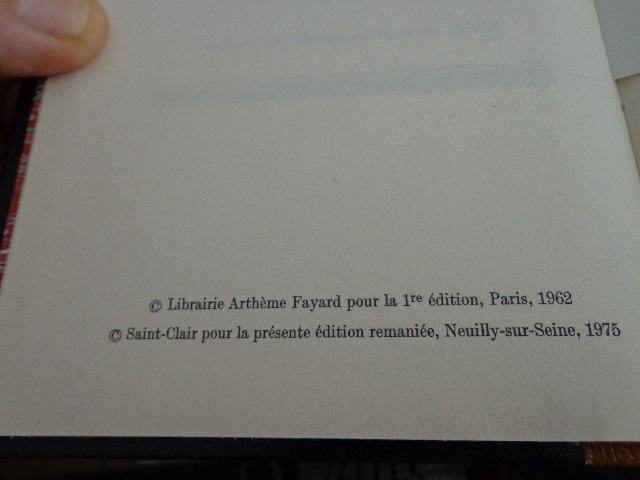 © Librairie Arthème Fayard pour la 1re édition, Paris, 1962
© Saint-Clair pour la présente édition remaniée, Neuilly-sur-Seine, 1975